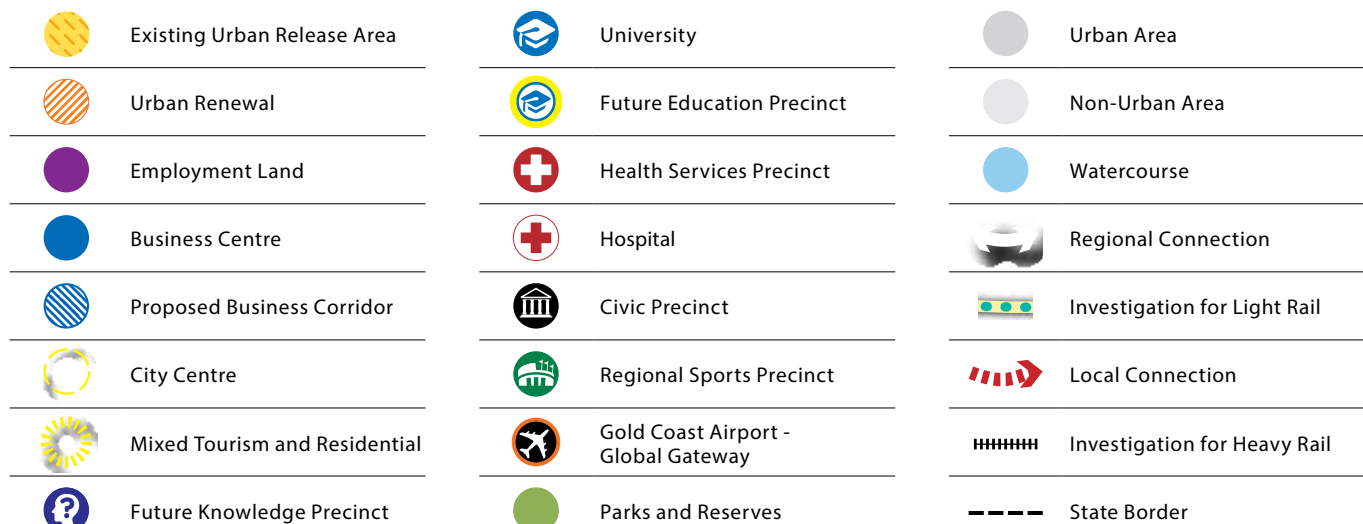 Existing Urban Release Area
Urban Renewal
Employment Land
Business Centre
Proposed Business Corridor
City Centre
Mixed Tourism and Residential
?
Future Knowledge Precinct
University
Future Education Precinct
Health Services Precinct
Hospital
Civic Precinct
Regional Sports Precinct
Gold Coast Airport -
Global Gateway
Parks and Reserves
Urban Area
Non-Urban Area
Watercourse
Regional Connection
Investigation for Light Rail
Local Connection
Investigation for Heavy Rail
State Border